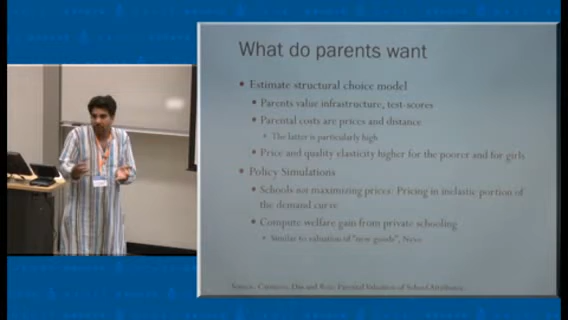 What do parents want
• Estimate structural choice model
• Parents value infrastructure, test-scores
• Parental costs are prices and distance
• The latter is particularly high
• Price and quality elasticity higher for the poorer and for girls
• Policy Simulations
• Schools not maximizing prices: Pricing in inelastic portion of
the demand curve
• Compute welfare gain from private schooling
• Similar to valuation of "new goods", Nevo
Source: Das and Parental Valuation of School